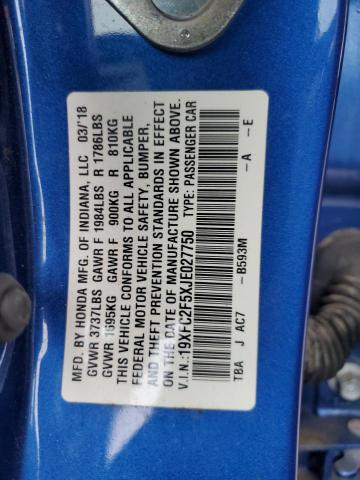 MFD. BY HONDA MFG. OF INDIANA, LLC 03/'18
GVWR 3737LBS GAWR F 1984LBS R 1786LBS
GVWR 1695KG GAWR F 900KG R 810KG
THIS VEHICLE CONFORMS TO ALL APPLICABLE
FEDERAL MOTOR VEHICLE SAFETY, BUMPER,
AND THEFT PREVENTION STANDARDS IN EFFECT
ON THE DATE OF MANUFACTURE SHOWN ABOVE.
V.I.N.:19XFC2F5XJE027750 TYPE: PASSENGER CAR
TBA J AC7 -B593M -A -E